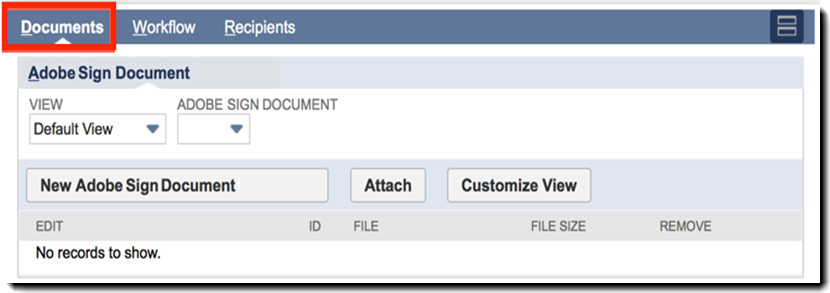 Documents Workflow Recipients
Adobe Sign Document
VIEW ADOBE SIGN DOCUMENT
Default View
New Adobe Sign Document Attach Customize View
EDIT ID FILE FILE SIZE REMOVE
No records to show.